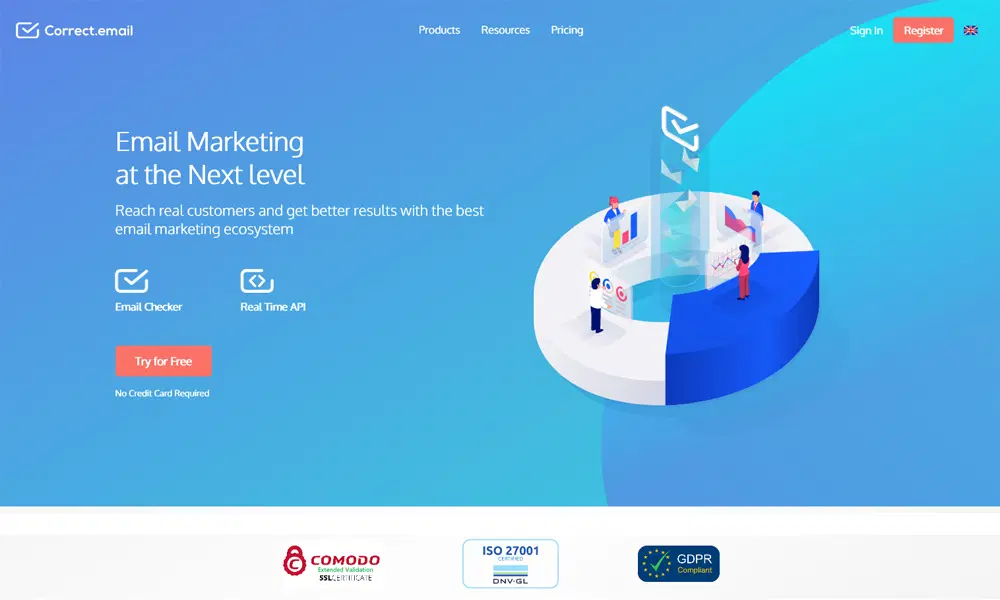 Correct.email
Products Resources Pricing
Sign In Register
Email Marketing
at the Next level
Reach real customers and get better results with the best
email marketing ecosystem
Email Checker Real Time API
Try for Free
No Credit Card Required
COMODO
Extended Validation
SSL CERTIFICATE
ISO 27001
CERTIFIED
DNV·GL
GDPR
Compliant